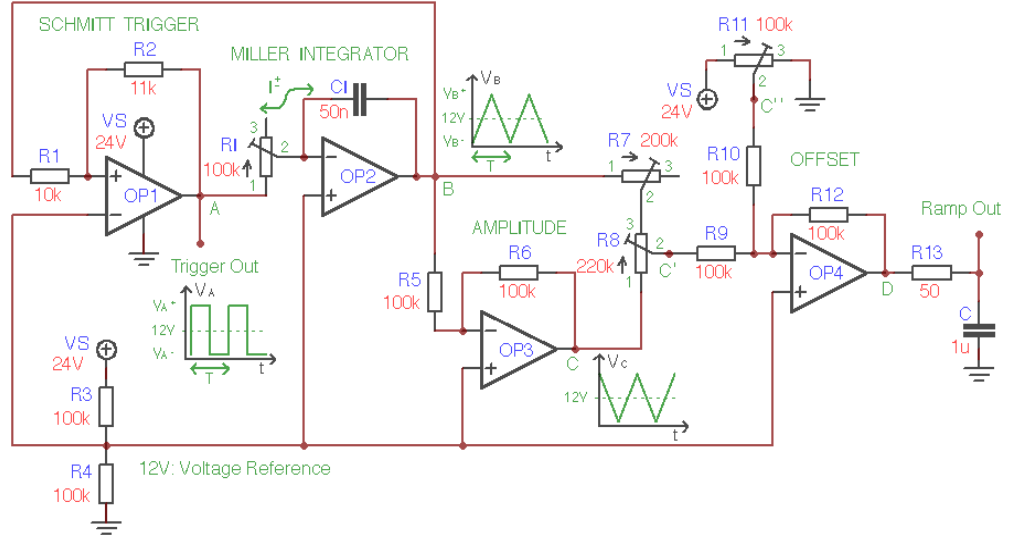 SCHMITT TRIGGER
R2
11k
MILLER INTEGRATOR
I±
C1
50n
VS
24V
R1
10k
+
−
OP1
A
R1
100k
3
2
1
−
+
OP2
B
VB
VB+
12V
VB-
T
t
R11
100k
1
3
2
VS
24V
C''
R7
200k
1
3
2
R10
100k
OFFSET
R12
100k
Ramp Out
AMPLITUDE
R6
100k
R8
220k
3
2
1
C'
R9
100k
−
+
OP4
D
R13
50
C
1u
R5
100k
−
+
OP3
C
Trigger Out
VA
VA+
12V
VA-
T
t
VC
12V
t
VS
24V
R3
100k
R4
100k
12V: Voltage Reference